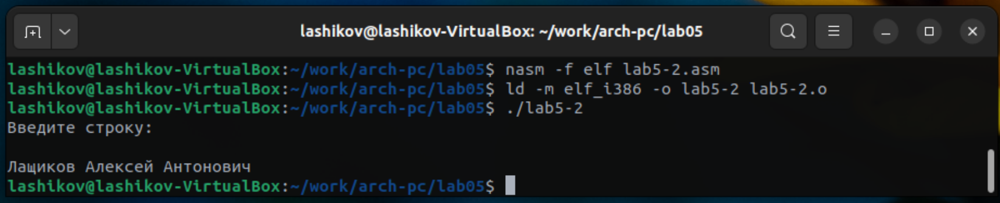 lashikov@lashikov-VirtualBox: ~/work/arch-pc/lab05
lashikov@lashikov-VirtualBox:~/work/arch-pc/lab05$ nasm -f elf lab5-2.asm
lashikov@lashikov-VirtualBox:~/work/arch-pc/lab05$ ld -m elf_i386 -o lab5-2 lab5-2.o
lashikov@lashikov-VirtualBox:~/work/arch-pc/lab05$ ./lab5-2
Введите строку:
Лащиков Алексей Антонович
lashikov@lashikov-VirtualBox:~/work/arch-pc/lab05$